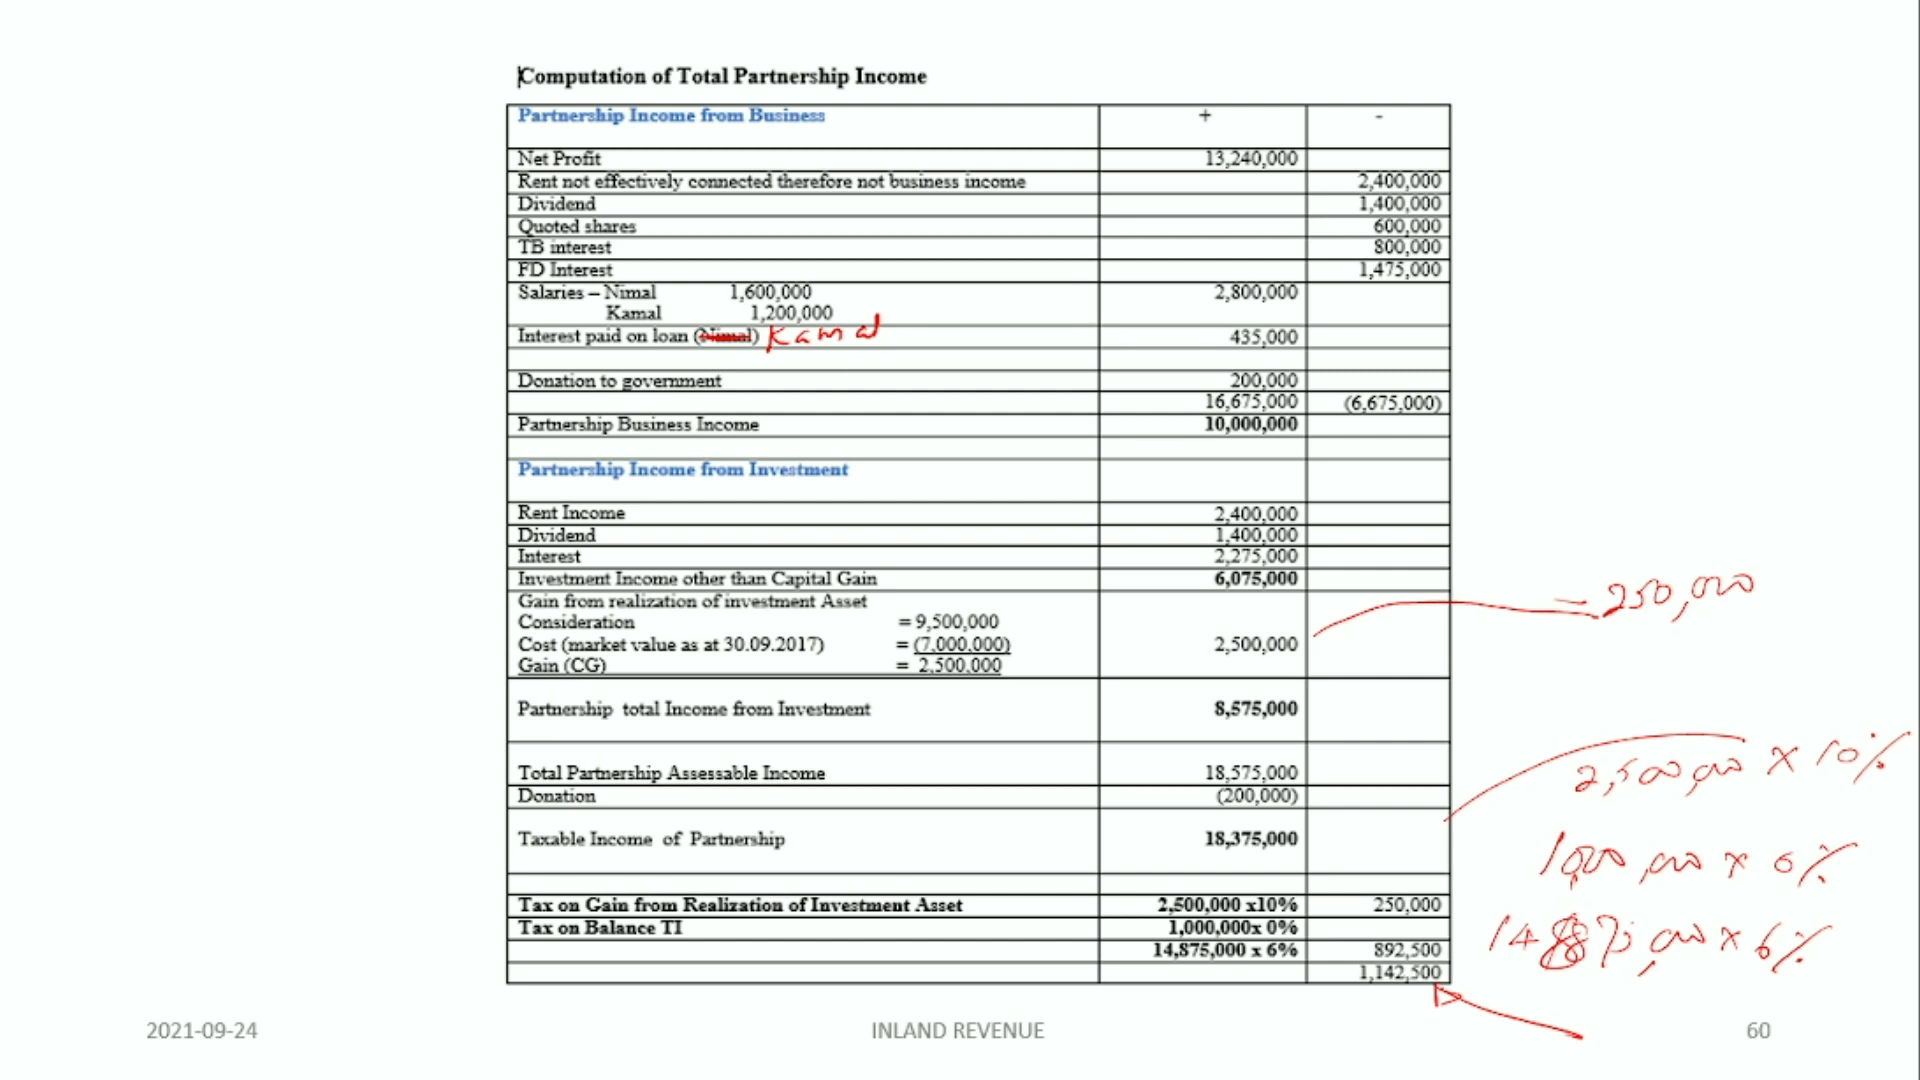 Computation of Total Partnership Income
Partnership Income from Business + -
Net Profit 13,240,000
Rent not effectively connected therefore not business income 2,400,000
Dividend 1,400,000
Quoted shares 600,000
TB interest 800,000
FD Interest 1,475,000
Salaries – Nimal 1,600,000 2,800,000
Kamal 1,200,000
Interest paid on loan (Nimal) Kamal 435,000
Donation to government 200,000
16,675,000 (6,675,000)
Partnership Business Income 10,000,000
Partnership Income from Investment
Rent Income 2,400,000
Dividend 1,400,000
Interest 2,275,000
Investment Income other than Capital Gain 6,075,000
Gain from realization of investment Asset
Consideration = 9,500,000
Cost (market value as at 30.09.2017) = (7,000,000) 2,500,000
Gain (CG) = 2,500,000
= 250,000
Partnership total Income from Investment 8,575,000
Total Partnership Assessable Income 18,575,000
Donation (200,000)
Taxable Income of Partnership 18,375,000
2,500,000 x 10%
1,000,000 x 0%
14,875,000 x 6%
Tax on Gain from Realization of Investment Asset 2,500,000 x10% 250,000
Tax on Balance TI 1,000,000x 0%
14,875,000 x 6% 892,500
1,142,500
2021-09-24 INLAND REVENUE 60